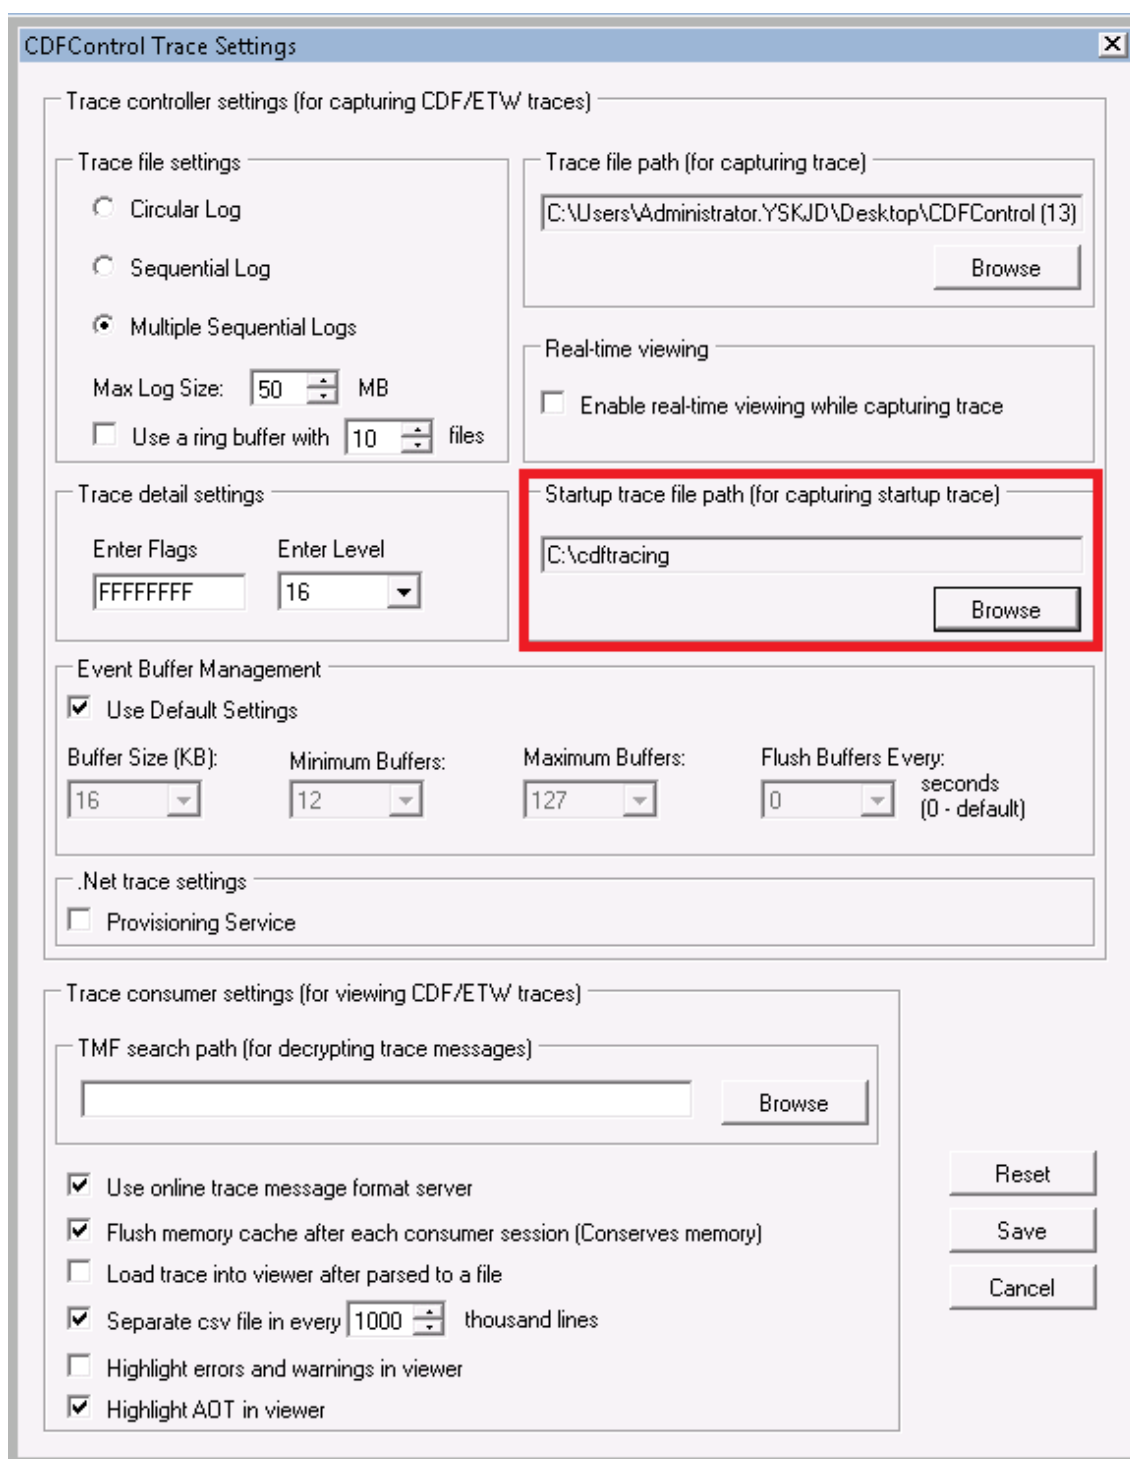 CDFControl Trace Settings
Trace controller settings (for capturing CDF/ETW traces)
Trace file settings
Circular Log
Sequential Log
Multiple Sequential Logs
Max Log Size: 50 MB
Use a ring buffer with 10 files
Trace file path (for capturing trace)
C:\Users\Administrator.YSKJD\Desktop\CDFControl (13)
Browse
Real-time viewing
Enable real-time viewing while capturing trace
Trace detail settings
Enter Flags Enter Level
FFFFFFFF 16
Startup trace file path (for capturing startup trace)
C:\cdftracing
Browse
Event Buffer Management
Use Default Settings
Buffer Size (KB): Minimum Buffers: Maximum Buffers: Flush Buffers Every:
16 12 127 0 seconds
(0 - default)
.Net trace settings
Provisioning Service
Trace consumer settings (for viewing CDF/ETW traces)
TMF search path (for decrypting trace messages)
Browse
Use online trace message format server
Flush memory cache after each consumer session (Conserves memory)
Load trace into viewer after parsed to a file
Separate csv file in every 1000 thousand lines
Highlight errors and warnings in viewer
Highlight AOT in viewer
Reset
Save
Cancel